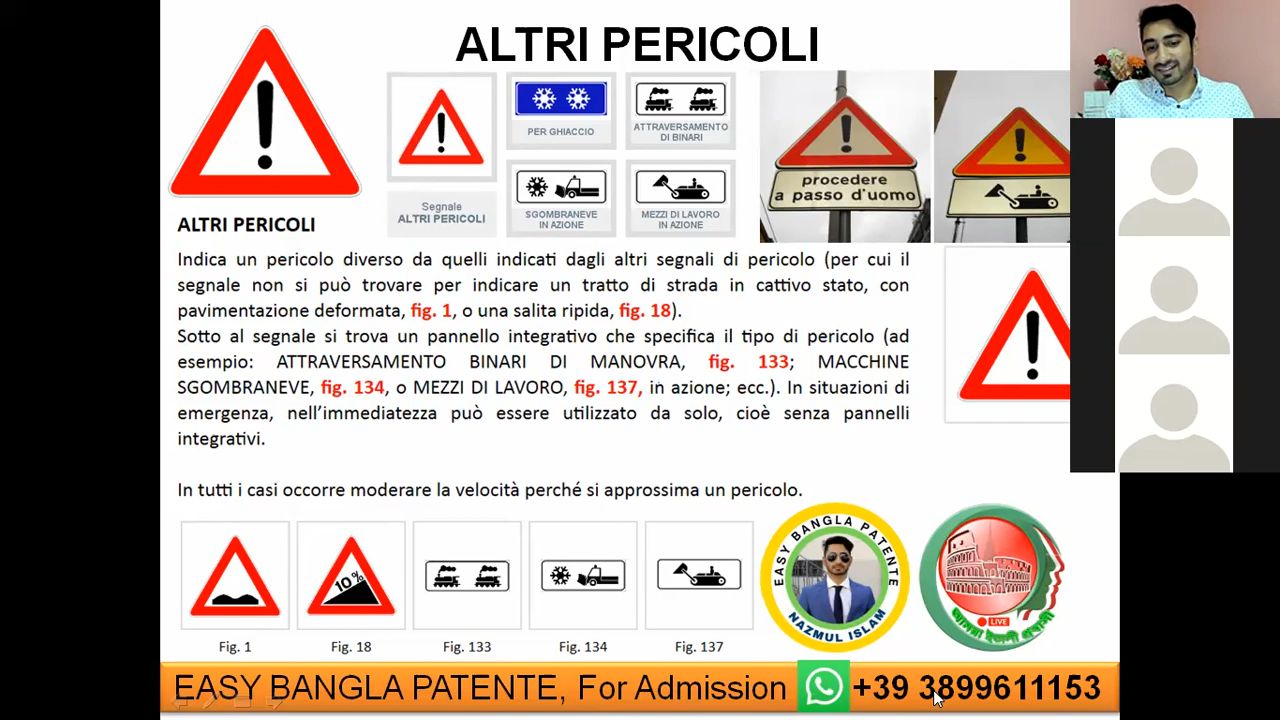 ALTRI PERICOLI
PER GHIACCIO
ATTRAVERSAMENTO
DI BINARI
Segnale
ALTRI PERICOLI
SGOMBRANEVE
IN AZIONE
MEZZI DI LAVORO
IN AZIONE
procedere
a passo d'uomo
ALTRI PERICOLI
Indica un pericolo diverso da quelli indicati dagli altri segnali di pericolo (per cui il
segnale non si può trovare per indicare un tratto di strada in cattivo stato, con
pavimentazione deformata, fig. 1, o una salita ripida, fig. 18).
Sotto al segnale si trova un pannello integrativo che specifica il tipo di pericolo (ad
esempio: ATTRAVERSAMENTO BINARI DI MANOVRA, fig. 133; MACCHINE
SGOMBRANEVE, fig. 134, o MEZZI DI LAVORO, fig. 137, in azione; ecc.). In situazioni di
emergenza, nell'immediatezza può essere utilizzato da solo, cioè senza pannelli
integrativi.
In tutti i casi occorre moderare la velocità perché si approssima un pericolo.
10%
Fig. 1
Fig. 18
Fig. 133
Fig. 134
Fig. 137
EASY BANGLA PATENTE
NAZMUL ISLAM
LIVE
আমরা ইতালী প্রবাসী
EASY BANGLA PATENTE, For Admission +39 3899611153